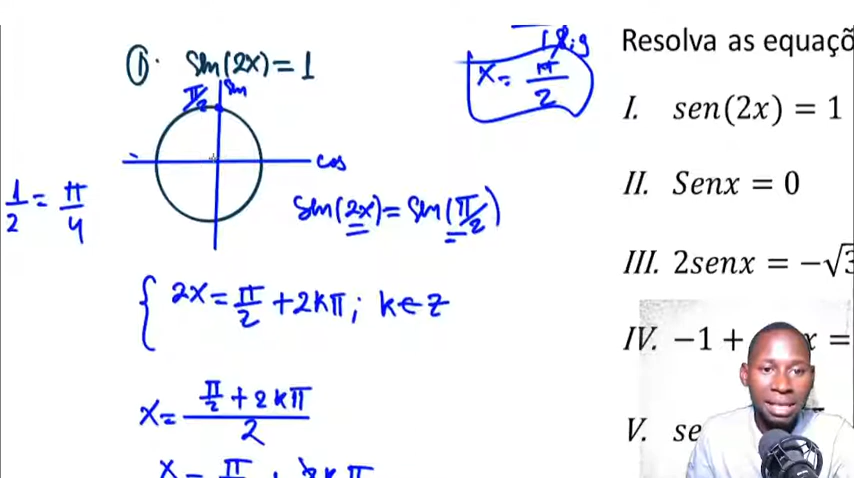 ①. sin(2x) = 1
π/2 sin
cos
1/2 = π/4
sin(2x) = sin(π/2)
{ 2x = π/2 + 2kπ; k ∈ Z
x = (π/2 + 2kπ)/2
x = π/2
Resolva as equaçõ
I. sen(2x) = 1
II. Senx = 0
III. 2senx = −√3
IV. −1 +
x =
V. se